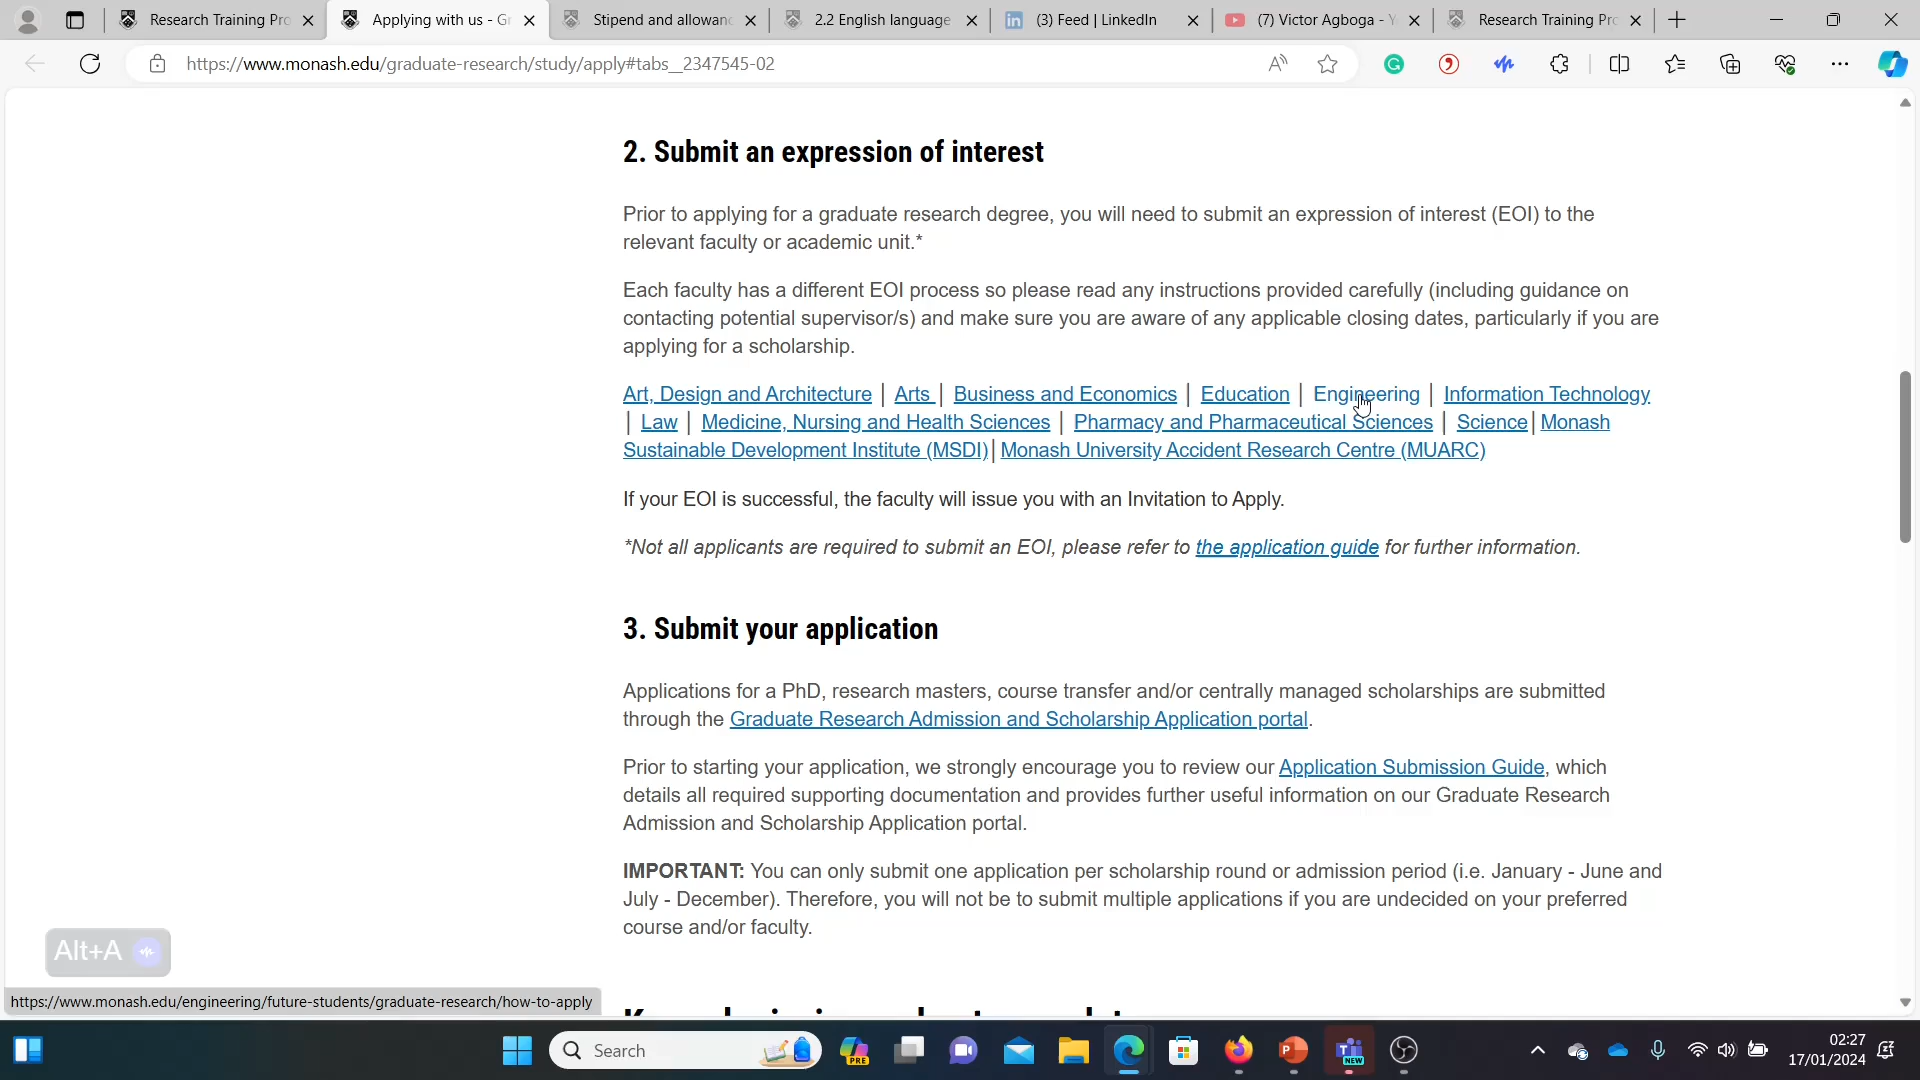 Research Training Pro
Applying with us - Gr
Stipend and allowanc
2.2 English language
(3) Feed | LinkedIn
(7) Victor Agboga - Y
Research Training Pro
https://www.monash.edu/graduate-research/study/apply#tabs__2347545-02
2. Submit an expression of interest
Prior to applying for a graduate research degree, you will need to submit an expression of interest (EOI) to the
relevant faculty or academic unit.*
Each faculty has a different EOI process so please read any instructions provided carefully (including guidance on
contacting potential supervisor/s) and make sure you are aware of any applicable closing dates, particularly if you are
applying for a scholarship.
Art, Design and Architecture | Arts | Business and Economics | Education | Engineering | Information Technology
| Law | Medicine, Nursing and Health Sciences | Pharmacy and Pharmaceutical Sciences | Science | Monash
Sustainable Development Institute (MSDI) | Monash University Accident Research Centre (MUARC)
If your EOI is successful, the faculty will issue you with an Invitation to Apply.
*Not all applicants are required to submit an EOI, please refer to the application guide for further information.
3. Submit your application
Applications for a PhD, research masters, course transfer and/or centrally managed scholarships are submitted
through the Graduate Research Admission and Scholarship Application portal.
Prior to starting your application, we strongly encourage you to review our Application Submission Guide, which
details all required supporting documentation and provides further useful information on our Graduate Research
Admission and Scholarship Application portal.
IMPORTANT: You can only submit one application per scholarship round or admission period (i.e. January - June and
July - December). Therefore, you will not be to submit multiple applications if you are undecided on your preferred
course and/or faculty.
Alt+A
https://www.monash.edu/engineering/future-students/graduate-research/how-to-apply
Search
PRE
NEW
02:27
17/01/2024